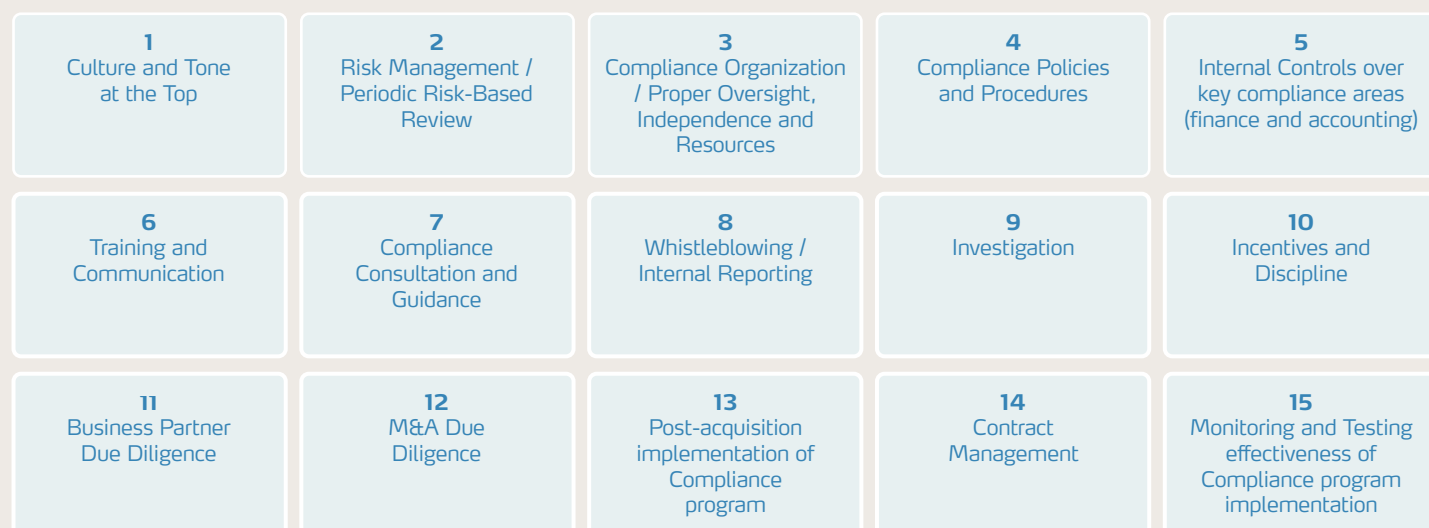 1
Culture and Tone
at the Top
2
Risk Management /
Periodic Risk-Based
Review
3
Compliance Organization
/ Proper Oversight,
Independence and
Resources
4
Compliance Policies
and Procedures
5
Internal Controls over
key compliance areas
(finance and accounting)
6
Training and
Communication
7
Compliance
Consultation and
Guidance
8
Whistleblowing /
Internal Reporting
9
Investigation
10
Incentives and
Discipline
11
Business Partner
Due Diligence
12
M&A Due
Diligence
13
Post-acquisition
implementation of
Compliance
program
14
Contract
Management
15
Monitoring and Testing
effectiveness of
Compliance program
implementation